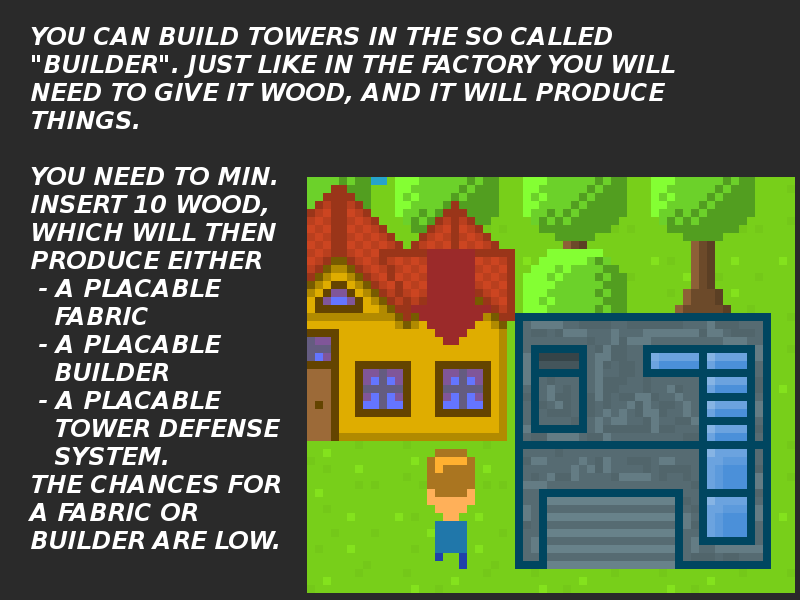 YOU CAN BUILD TOWERS IN THE SO CALLED
"BUILDER". JUST LIKE IN THE FACTORY YOU WILL
NEED TO GIVE IT WOOD, AND IT WILL PRODUCE
THINGS.
YOU NEED TO MIN.
INSERT 10 WOOD,
WHICH WILL THEN
PRODUCE EITHER
- A PLACABLE
FABRIC
- A PLACABLE
BUILDER
- A PLACABLE
TOWER DEFENSE
SYSTEM.
THE CHANCES FOR
A FABRIC OR
BUILDER ARE LOW.